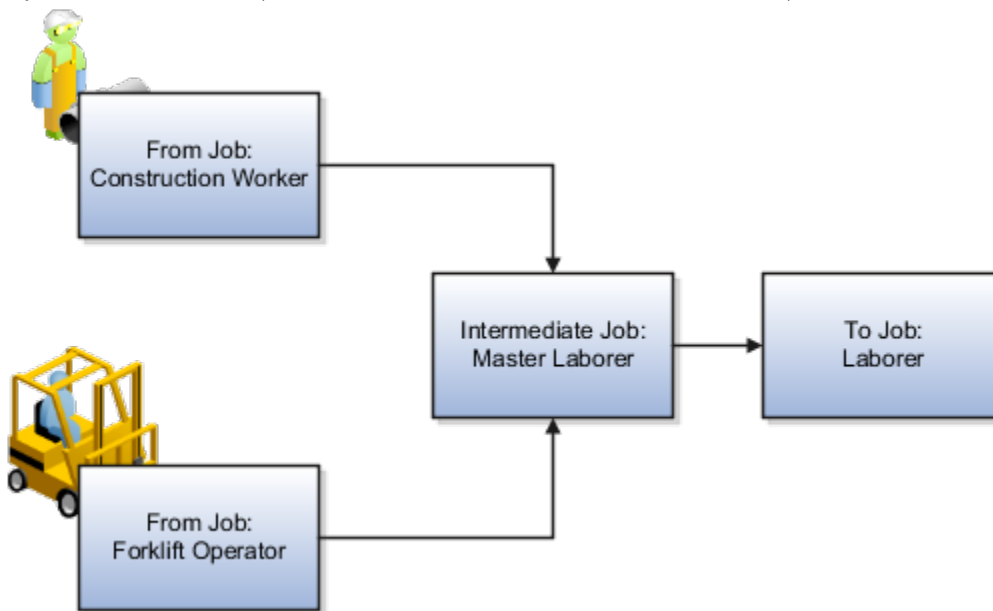 From Job:
Construction Worker
Intermediate Job:
Master Laborer
To Job:
Laborer
From Job:
Forklift Operator